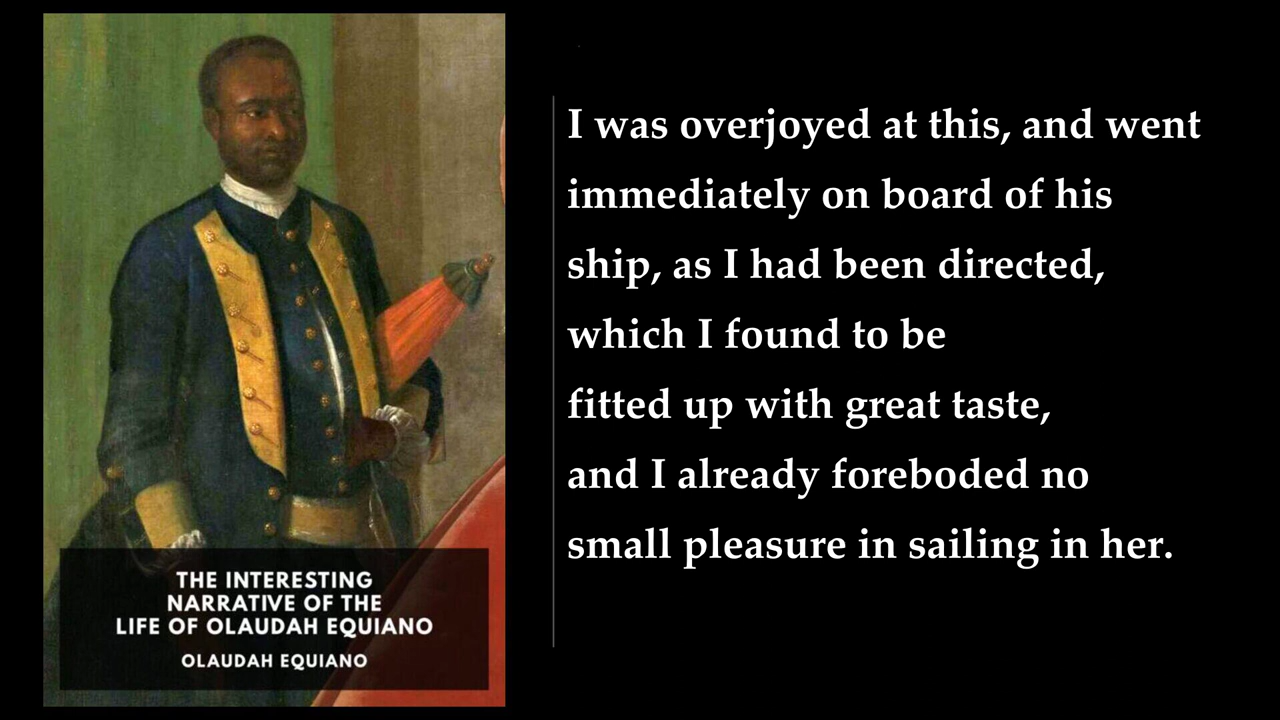 THE INTERESTING
NARRATIVE OF THE
LIFE OF OLAUDAH EQUIANO
OLAUDAH EQUIANO
I was overjoyed at this, and went
immediately on board of his
ship, as I had been directed,
which I found to be
fitted up with great taste,
and I already foreboded no
small pleasure in sailing in her.